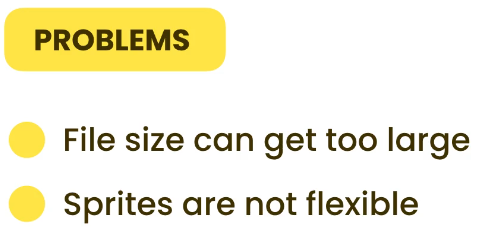 PROBLEMS
File size can get too large
Sprites are not flexible